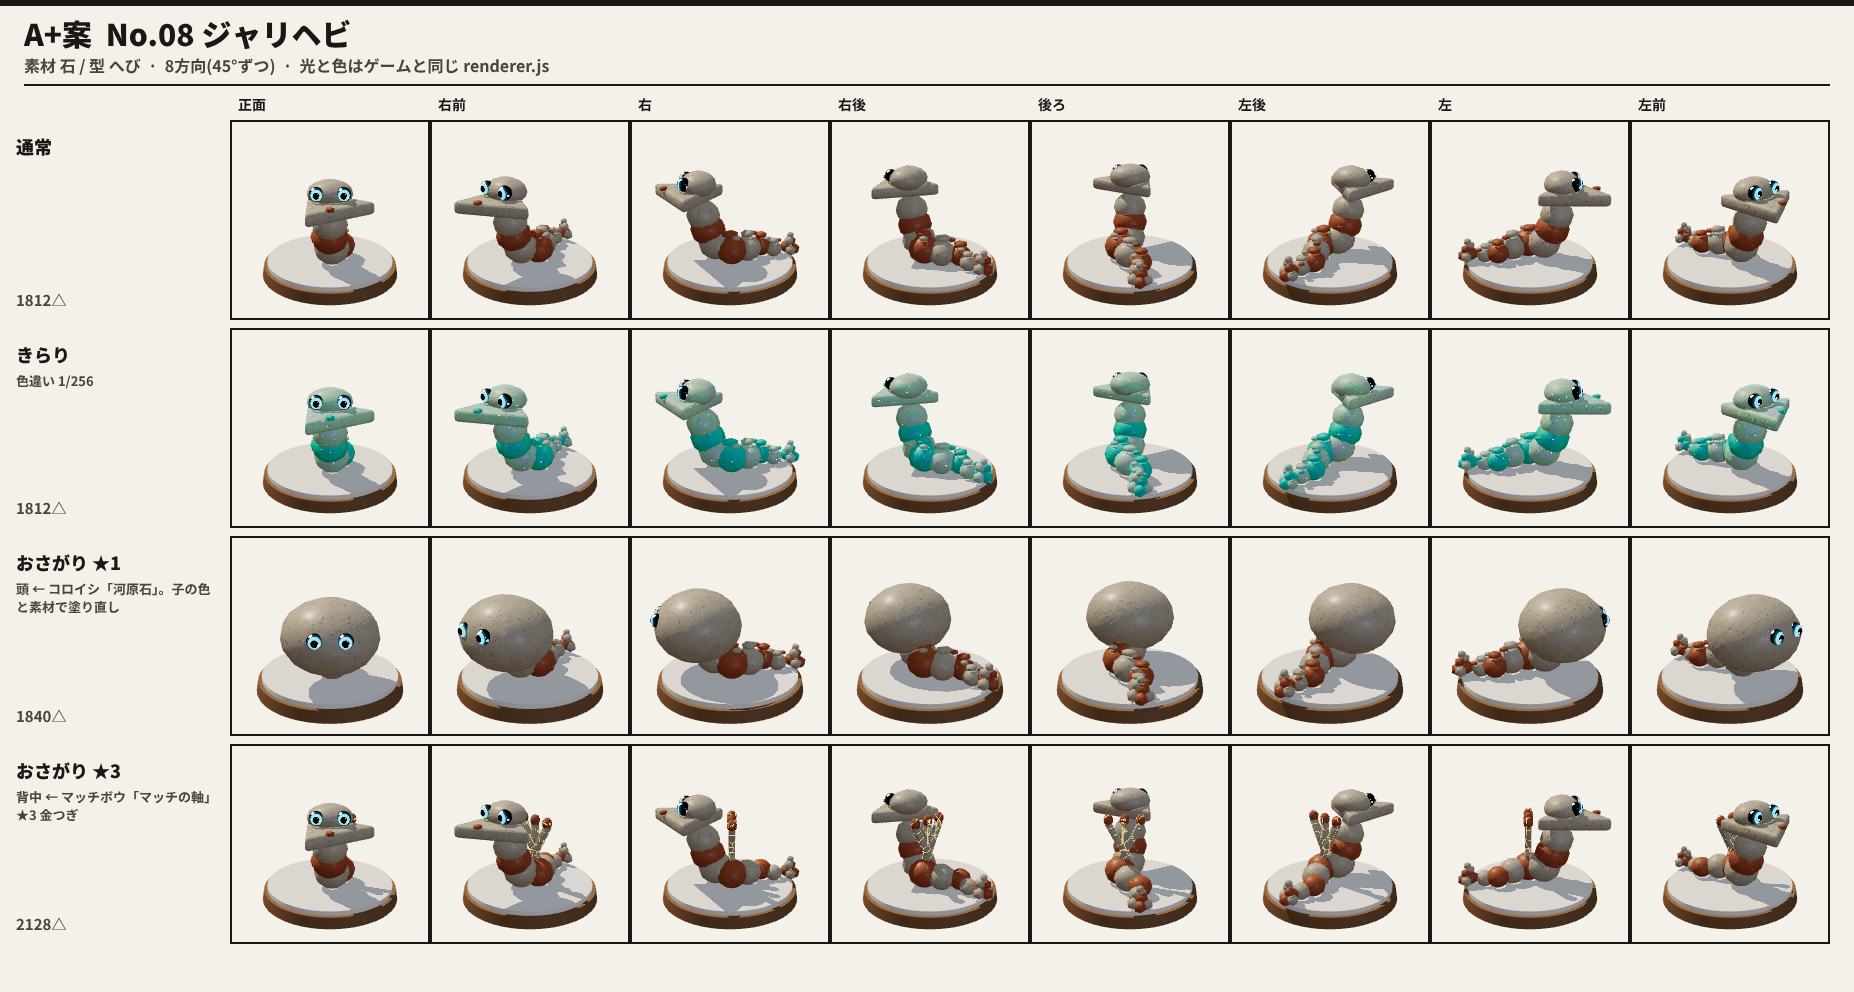 A+案 No.08 ジャリヘビ
素材 石 / 型 へび ・ 8方向(45°ずつ) ・ 光と色はゲームと同じ renderer.js
正面 右前 右 右後 後ろ 左後 左 左前
通常
1812△
きらり
色違い 1/256
1812△
おさがり ★1
頭 ← コロイシ「河原石」。子の色
と素材で塗り直し
1840△
おさがり ★3
背中 ← マッチボウ「マッチの軸」
★3 金つぎ
2128△